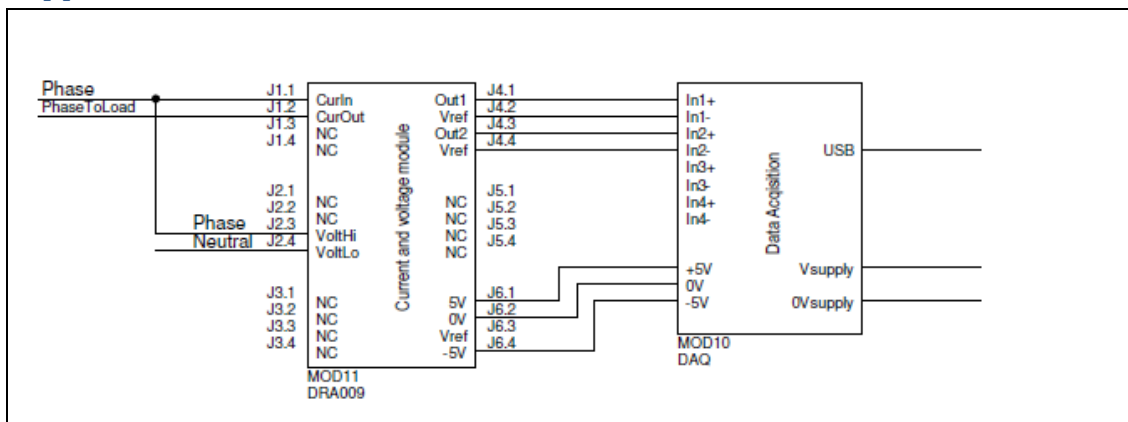 Phase
PhaseToLoad
J1.1
J1.2
J1.3
J1.4
J2.1
J2.2
Phase J2.3
Neutral J2.4
J3.1
J3.2
J3.3
J3.4
CurIn
CurOut
NC
NC
NC
NC
VoltHi
VoltLo
NC
NC
NC
NC
Current and voltage module
Out1
Vref
Out2
Vref
NC
NC
NC
NC
5V
0V
Vref
-5V
MOD11
DRA009
J4.1
J4.2
J4.3
J4.4
J5.1
J5.2
J5.3
J5.4
J6.1
J6.2
J6.3
J6.4
In1+
In1-
In2+
In2-
In3+
In3-
In4+
In4-
+5V
0V
-5V
Data Acqisition
USB
Vsupply
0Vsupply
MOD10
DAQ